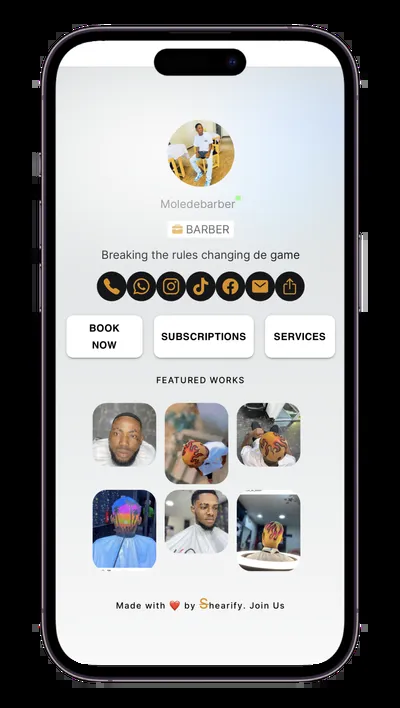 Moledebarber
BARBER
Breaking the rules changing de game
BOOK
NOW
SUBSCRIPTIONS
SERVICES
FEATURED WORKS
Made with ❤️ by Shearify. Join Us